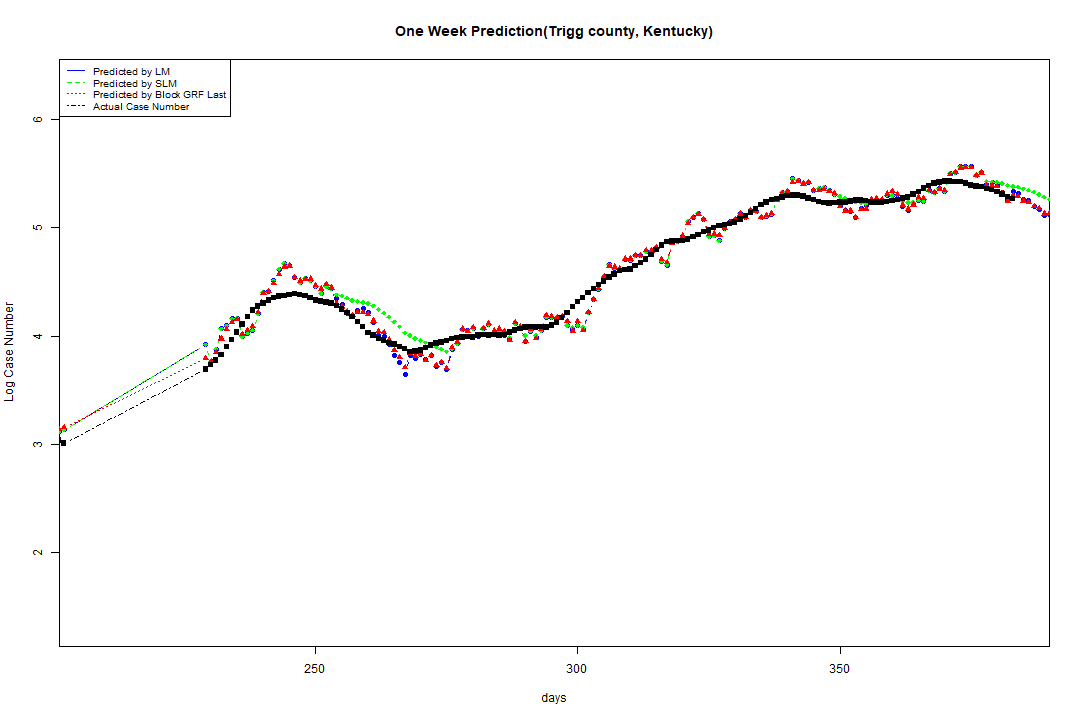 One Week Prediction(Trigg county, Kentucky)
Predicted by LM
Predicted by SLM
Predicted by Block GRF Last
Actual Case Number
Log Case Number
6
5
4
3
2
250 300 350
days